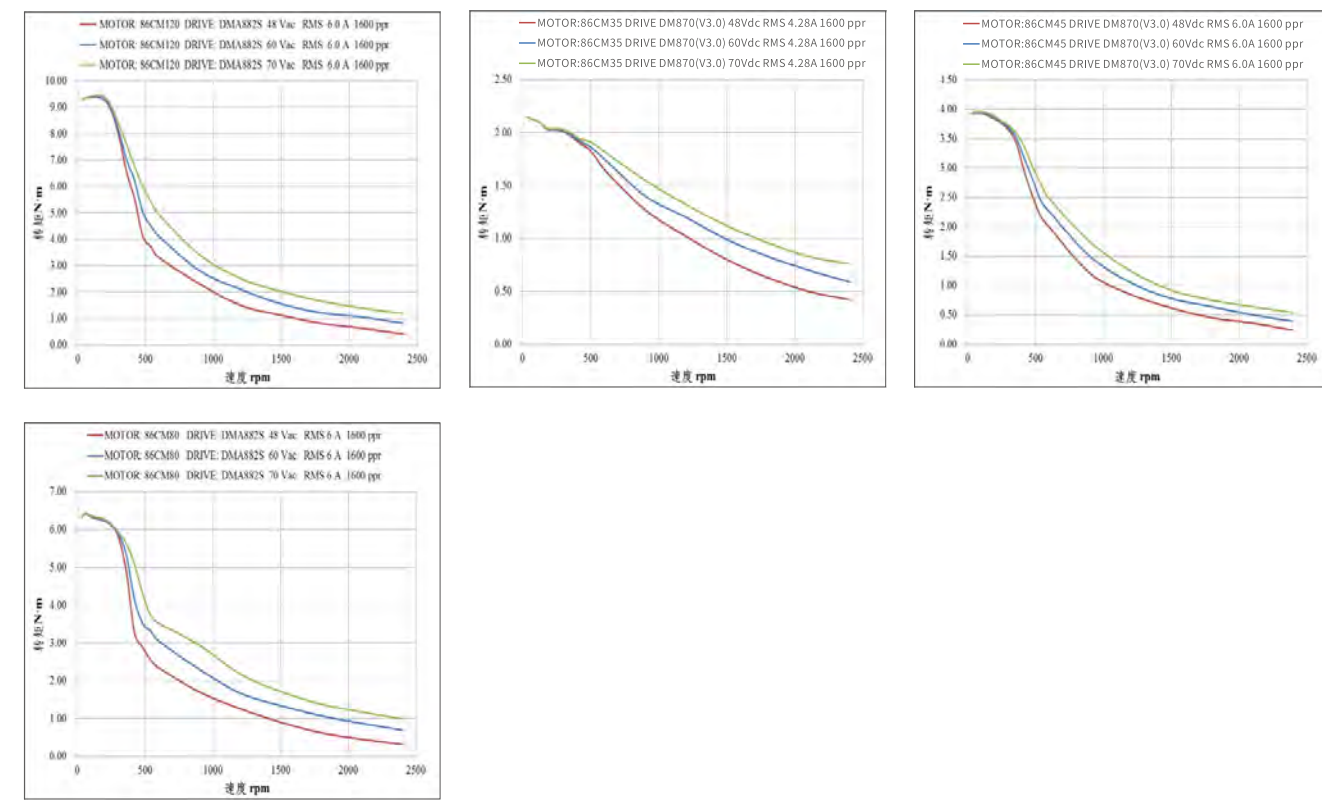 MOTOR: 86CM120 DRIVE: DMA882S 48 Vac RMS 6.0 A 1600 ppr
MOTOR: 86CM120 DRIVE: DMA882S 60 Vac RMS 6.0 A 1600 ppr
MOTOR: 86CM120 DRIVE: DMA882S 70 Vac RMS 6.0 A 1600 ppr
10.00
9.00
8.00
7.00
6.00
5.00
4.00
3.00
2.00
1.00
0.00
转矩 N·m
0 500 1000 1500 2000 2500
速度 rpm
MOTOR:86CM35 DRIVE DM870(V3.0) 48Vdc RMS 4.28A 1600 ppr
MOTOR:86CM35 DRIVE DM870(V3.0) 60Vdc RMS 4.28A 1600 ppr
MOTOR:86CM35 DRIVE DM870(V3.0) 70Vdc RMS 4.28A 1600 ppr
2.50
2.00
1.50
1.00
0.50
0.00
转矩 N·m
0 500 1000 1500 2000 2500
速度 rpm
MOTOR:86CM45 DRIVE DM870(V3.0) 48Vdc RMS 6.0A 1600 ppr
MOTOR:86CM45 DRIVE DM870(V3.0) 60Vdc RMS 6.0A 1600 ppr
MOTOR:86CM45 DRIVE DM870(V3.0) 70Vdc RMS 6.0A 1600 ppr
1.50
4.00
3.50
3.00
2.50
2.00
1.50
1.00
0.50
0.00
转矩 N·m
0 500 1000 1500 2000 2500
速度 rpm
MOTOR: 86CM80 DRIVE: DMA882S 48 Vac RMS 6 A 1600 ppr
MOTOR: 86CM80 DRIVE: DMA882S 60 Vac RMS 6 A 1600 ppr
MOTOR: 86CM80 DRIVE: DMA882S 70 Vac RMS 6 A 1600 ppr
7.00
6.00
5.00
4.00
3.00
2.00
1.00
0.00
转矩 N·m
0 500 1000 1500 2000 2500
速度 rpm